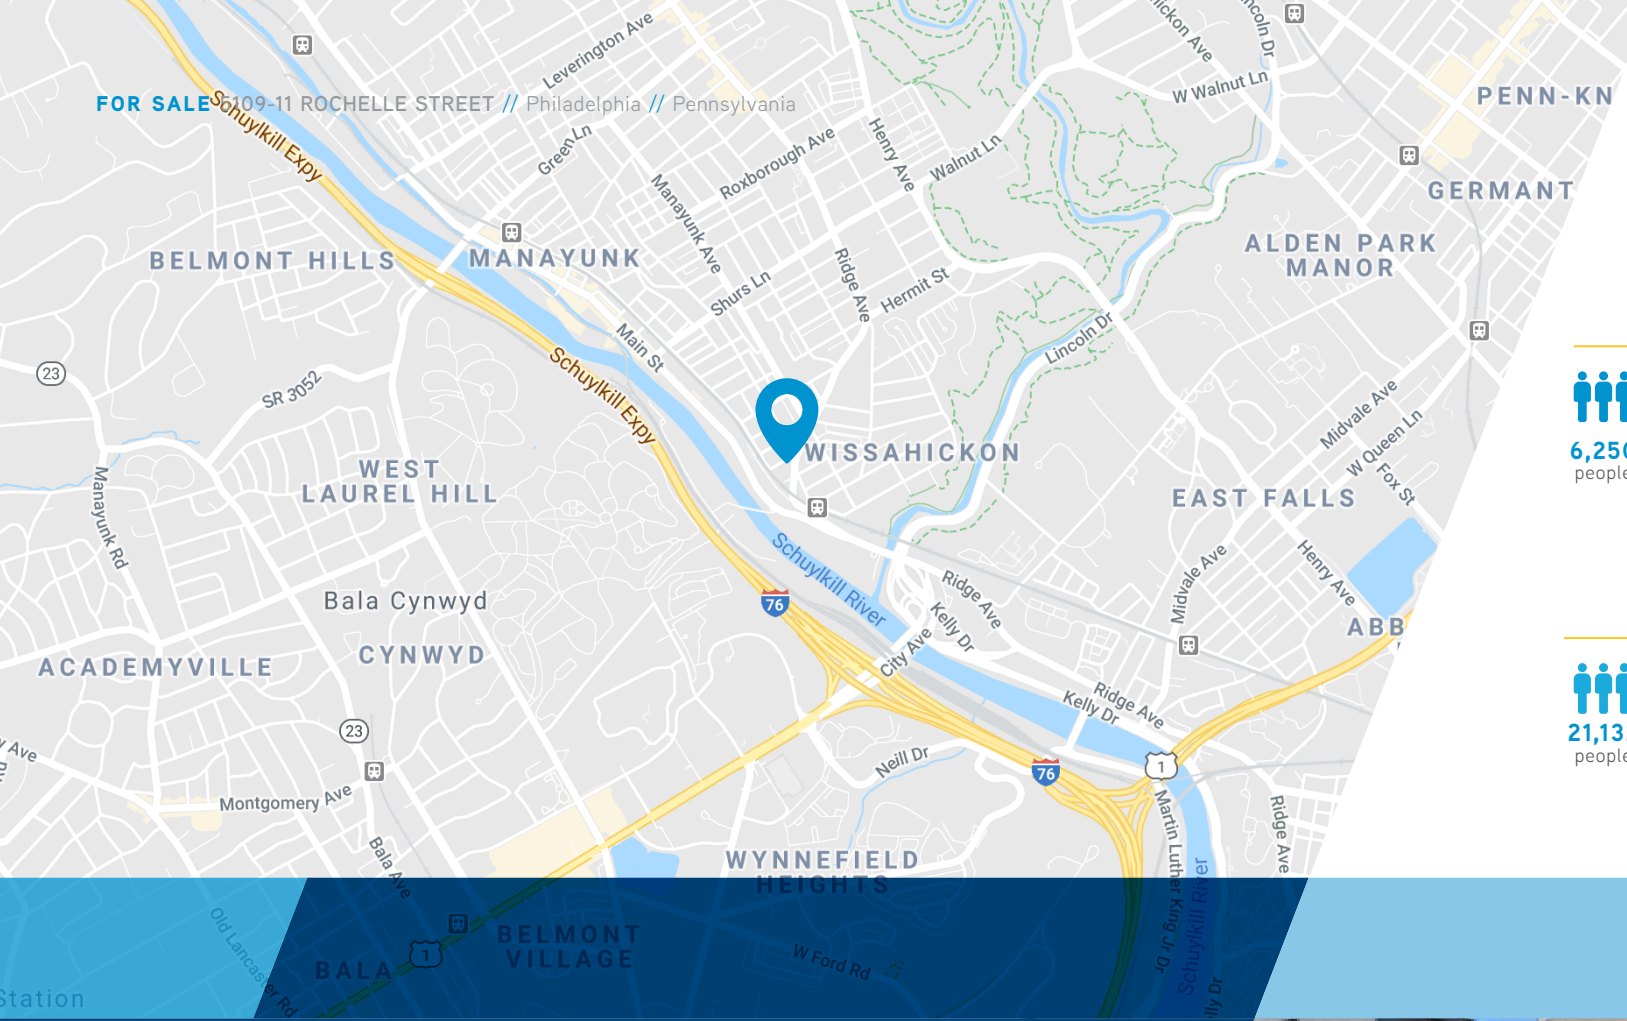 Leverington Ave
Lincoln Dr
W Walnut Ln
PENN-KN
FOR SALE 5109-11 ROCHELLE STREET // Philadelphia // Pennsylvania
Schuylkill Expy
Green Ln
Roxborough Ave
Henry Ave
Walnut Ln
Manayunk Ave
GERMANT
BELMONT HILLS
MANAYUNK
ALDEN PARK
MANOR
Ridge Ave
Shurs Ln
Hermit St
Main St
Lincoln Dr
23
SR 3052
Schuylkill Expy
Midvale Ave
W Queen Ln
Fox St
6,25
people
WISSAHICKON
WEST
LAUREL HILL
Manayunk Rd
EAST FALLS
Schuylkill River
Henry Ave
Midvale Ave
76
Bala Cynwyd
Ridge Ave
Kelly Dr
CYNWYD
City Ave
ABB
ACADEMYVILLE
Kelly Dr
Ridge Ave
23
Ave
Neill Dr
76
1
21,13
people
Montgomery Ave
Martin Luther King Jr Dr
Ridge Ave
Bala Ave
WYNNEFIELD
HEIGHTS
Schuylkill River
Old Lancaster Rd
BELMONT
VILLAGE
BALA
1
W Ford Rd
Station